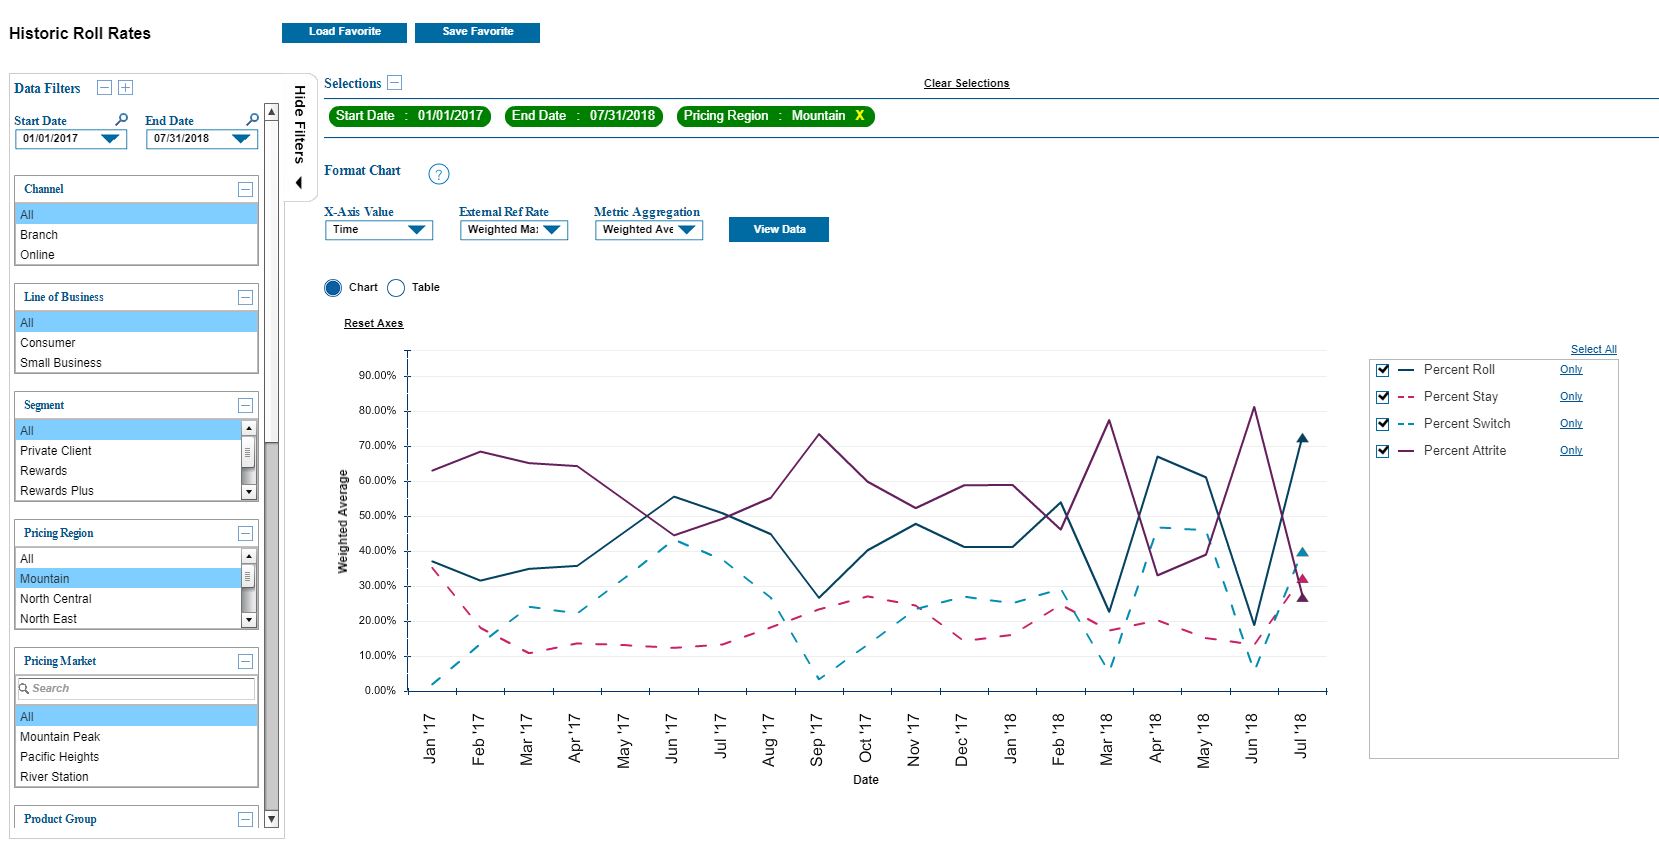 Historic Roll Rates
Load Favorite
Save Favorite
Data Filters
Start Date
End Date
01/01/2017
07/31/2018
Channel
All
Branch
Online
Line of Business
All
Consumer
Small Business
Segment
All
Private Client
Rewards
Rewards Plus
Pricing Region
All
Mountain
North Central
North East
Pricing Market
Search
All
Mountain Peak
Pacific Heights
River Station
Product Group
Hide Filters
Selections
Clear Selections
Start Date : 01/01/2017
End Date : 07/31/2018
Pricing Region : Mountain X
Format Chart
?
X-Axis Value
External Ref Rate
Metric Aggregation
Time
Weighted Ma
Weighted Ave
View Data
Chart
Table
Reset Axes
Weighted Average
90.00%
80.00%
70.00%
60.00%
50.00%
40.00%
30.00%
20.00%
10.00%
0.00%
Jan '17
Feb '17
Mar '17
Apr '17
May '17
Jun '17
Jul '17
Aug '17
Sep '17
Oct '17
Nov '17
Dec '17
Jan '18
Feb '18
Mar '18
Apr '18
May '18
Jun '18
Jul '18
Date
Select All
Percent Roll Only
Percent Stay Only
Percent Switch Only
Percent Attrite Only